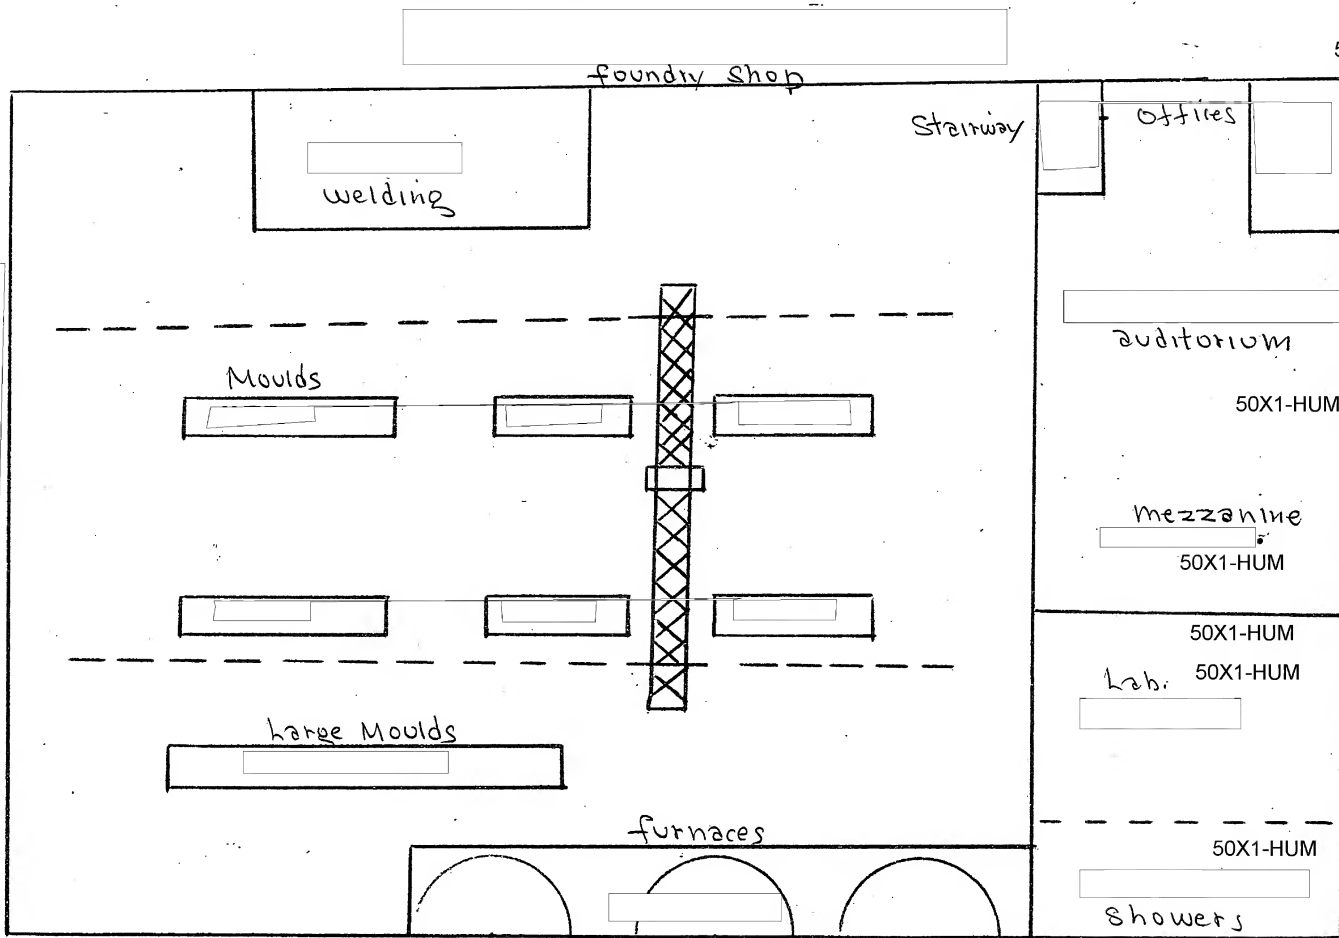 foundry Shop
Stairway
Offires
Welding
auditorium
Moulds
50X1-HUM
mezzanine
50X1-HUM
50X1-HUM
Lab.
50X1-HUM
Large Moulds
furnaces
50X1-HUM
Showers